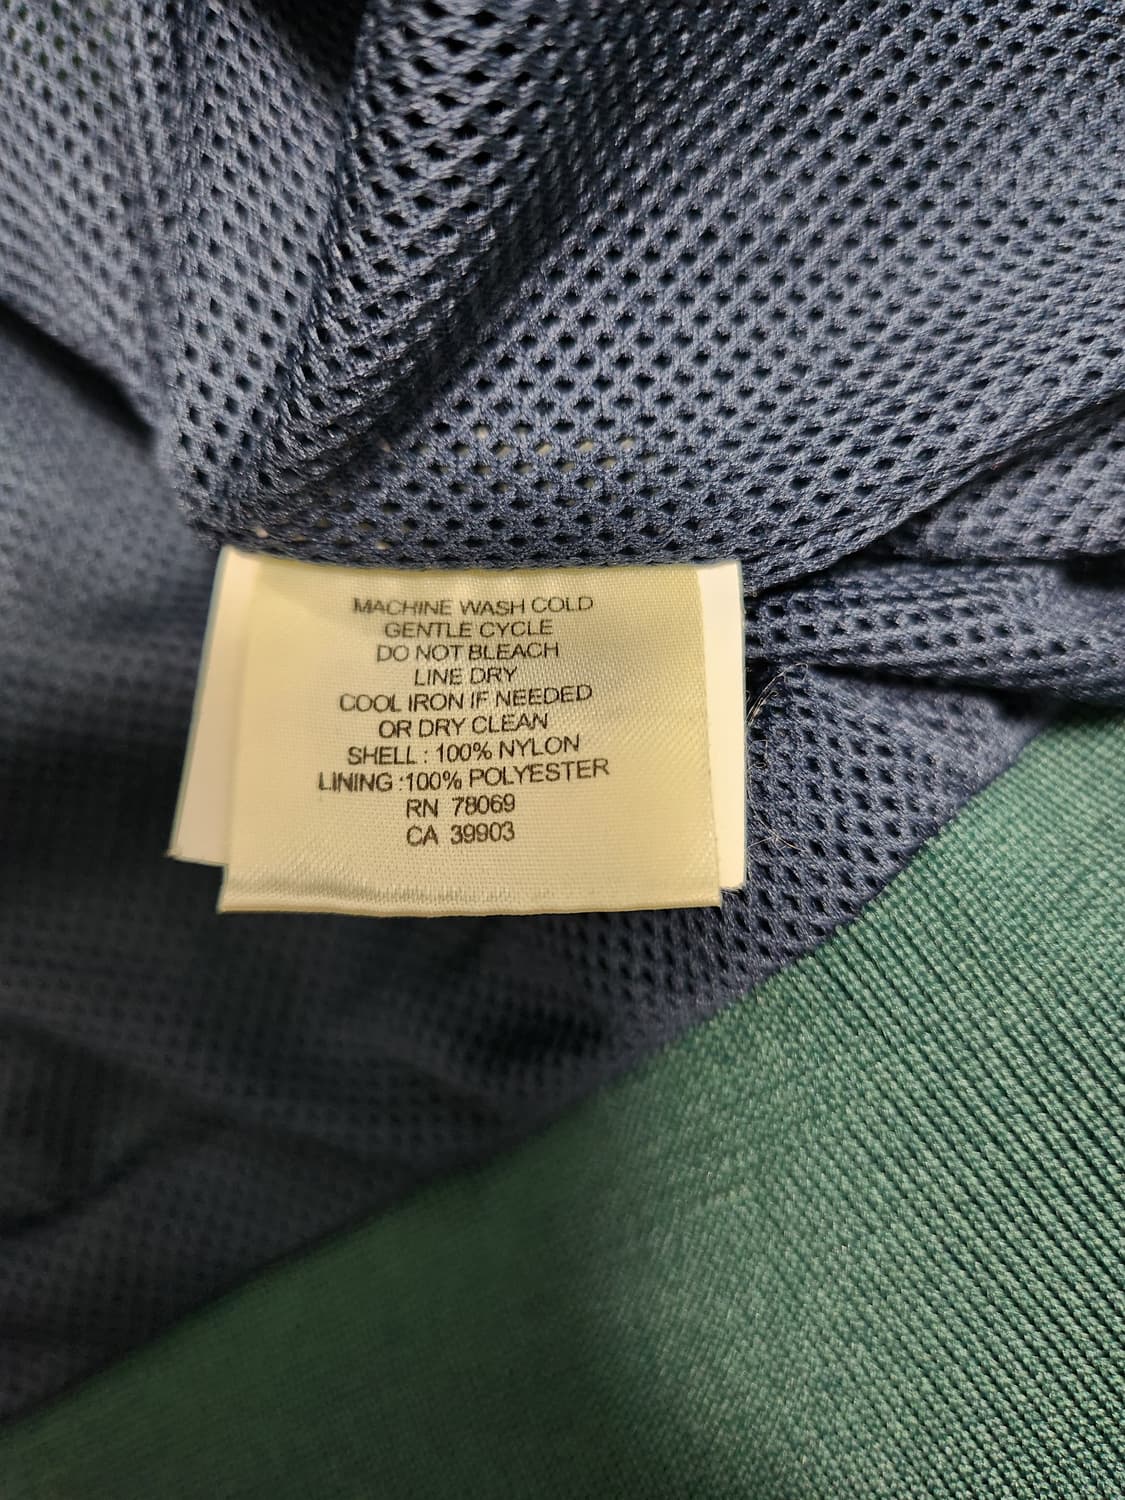 MACHINE WASH COLD
GENTLE CYCLE
DO NOT BLEACH
LINE DRY
COOL IRON IF NEEDED
OR DRY CLEAN
SHELL : 100% NYLON
LINING :100% POLYESTER
RN 78069
CA 39903